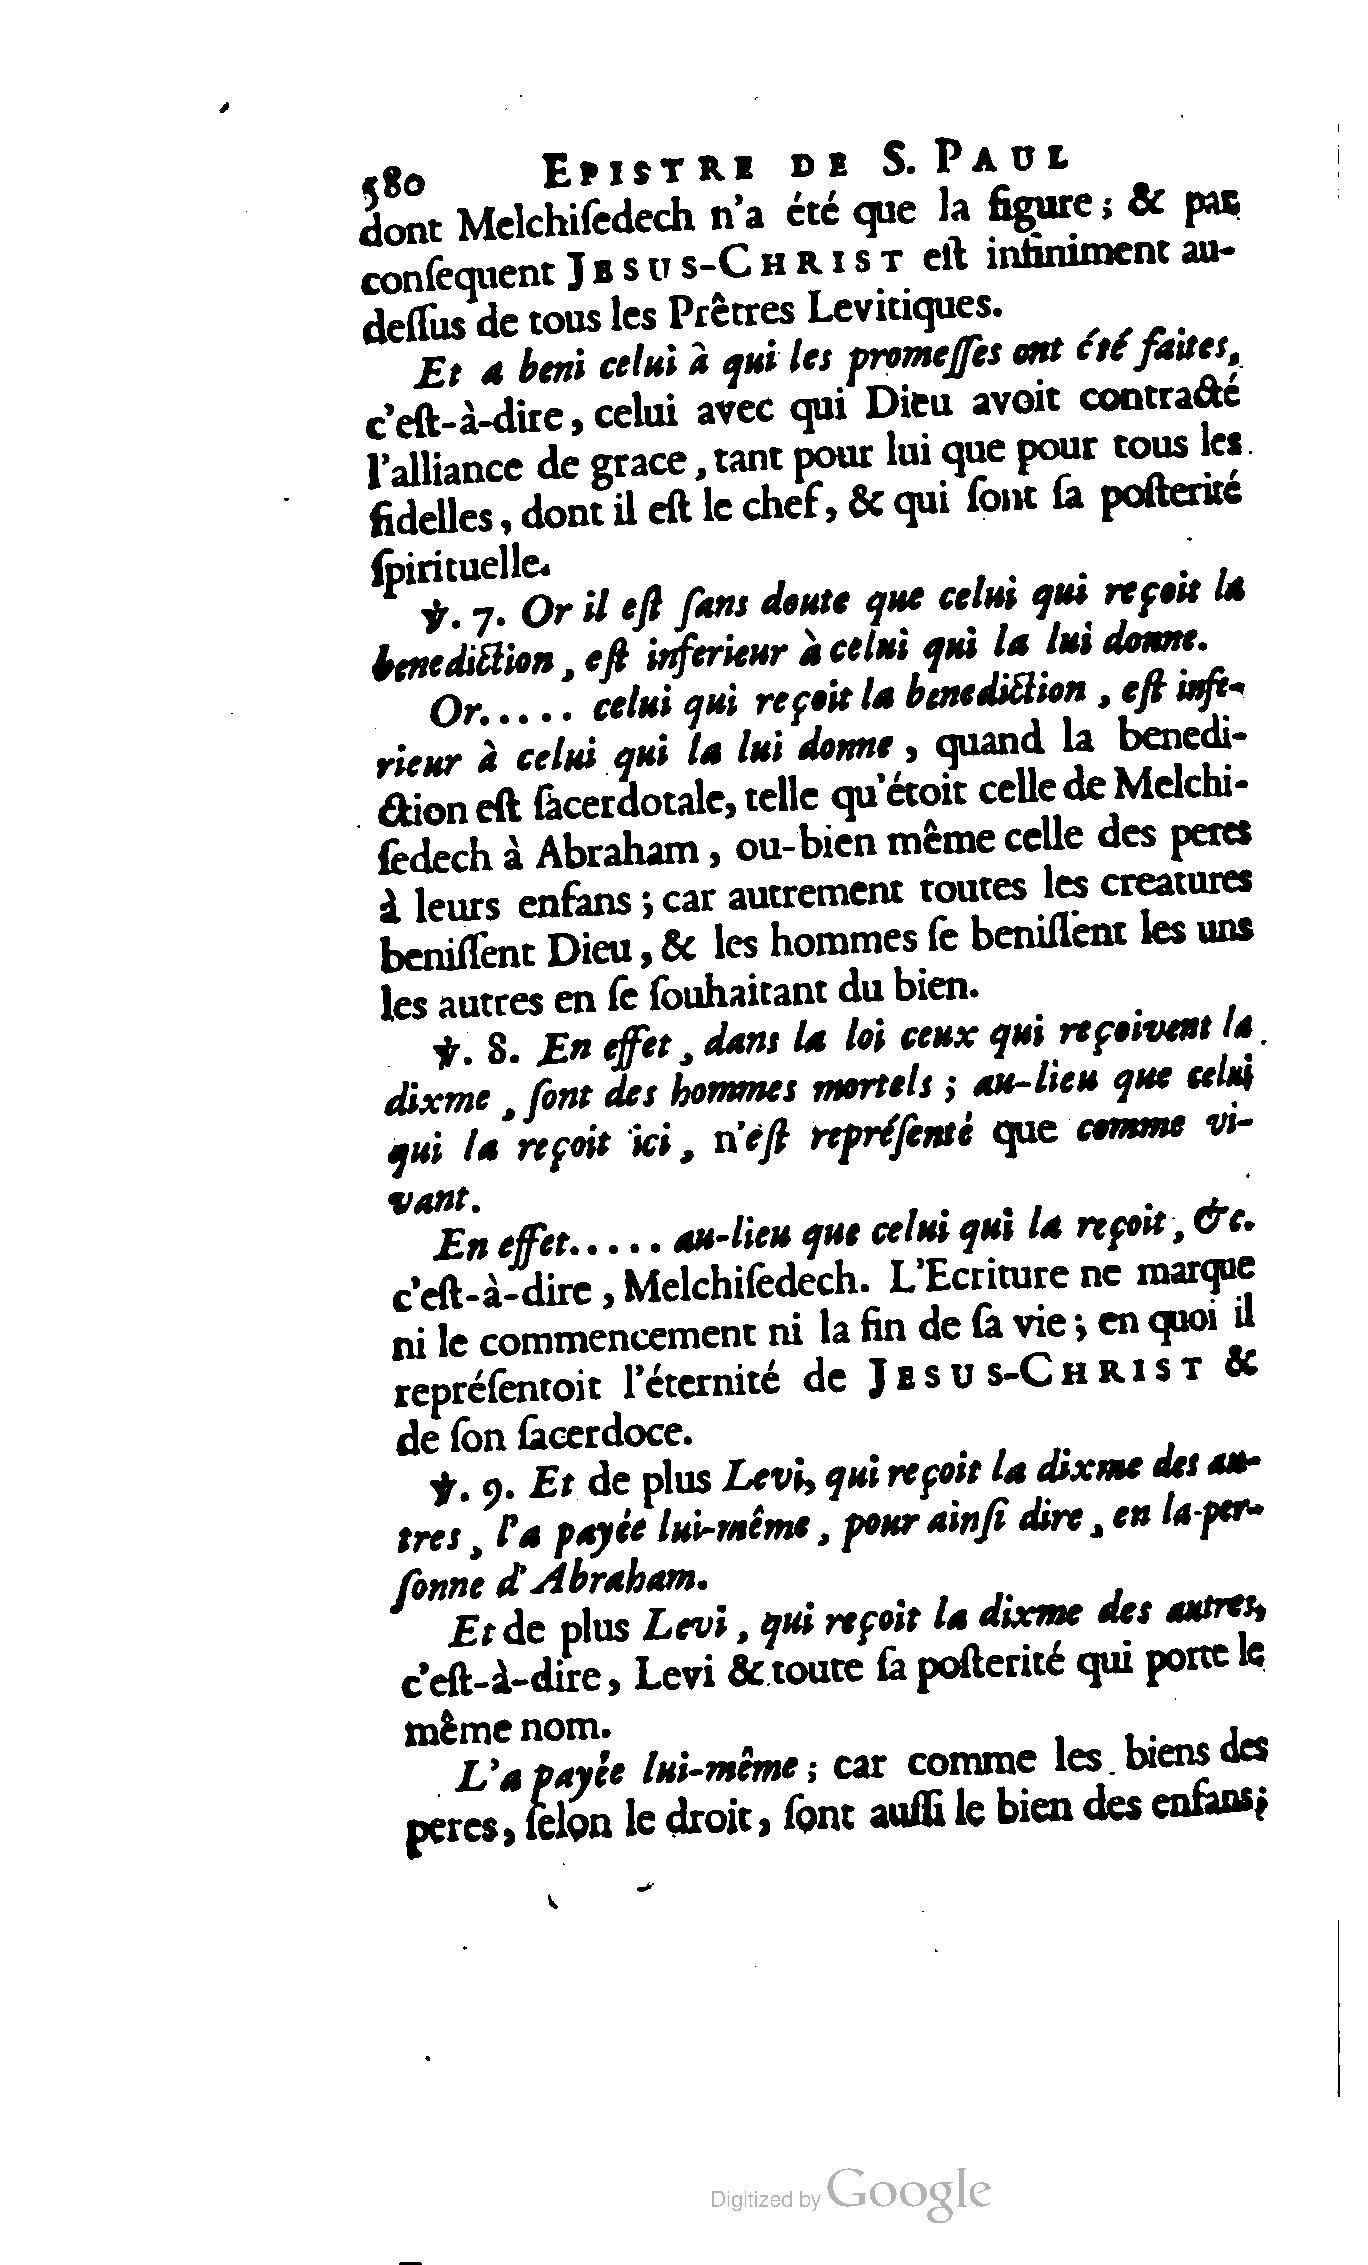 580 EPISTRE DE S. PAUL
dont Melchiſedech n'a été que la figure; & par
conſequent JESUS-CHRIST eſt infiniment au-
deſſus de tous les Prêtres Levitiques.
Et a beni celui à qui les promeſſes ont été faites,
c'eſt-à-dire, celui avec qui Dieu avoit contracté
l'alliance de grace, tant pour lui que pour tous les
fidelles, dont il eſt le chef, & qui ſont ſa poſterité
ſpirituelle.
℣. 7. Or il eſt ſans doute que celui qui reçoit la
benediction, eſt inferieur à celui qui la lui donne.
Or..... celui qui reçoit la benediction, eſt infe-
rieur à celui qui la lui donne, quand la benedi-
ction eſt ſacerdotale, telle qu'étoit celle de Melchi-
ſedech à Abraham, ou-bien même celle des peres
à leurs enfans; car autrement toutes les creatures
beniſſent Dieu, & les hommes ſe beniſſent les uns
les autres en ſe ſouhaitant du bien.
℣. 8. En effet, dans la loi ceux qui reçoivent la
dixme, ſont des hommes mortels; au-lieu que celui
qui la reçoit ici, n'eſt repréſenté que comme vi-
vant.
En effet..... au-lieu que celui qui la reçoit, &c.
c'eſt-à-dire, Melchiſedech. L'Ecriture ne marque
ni le commencement ni la fin de ſa vie; en quoi il
repréſentoit l'éternité de JESUS-CHRIST &
de ſon ſacerdoce.
℣. 9. Et de plus Levi, qui reçoit la dixme des au-
tres, l'a payée lui-même, pour ainſi dire, en la-per-
ſonne d'Abraham.
Et de plus Levi, qui reçoit la dixme des autres,
c'eſt-à-dire, Levi & toute ſa poſterité qui porte le
même nom.
L'a payée lui-même; car comme les biens des
peres, ſelon le droit, ſont auſſi le bien des enfans;
Digitized by Google